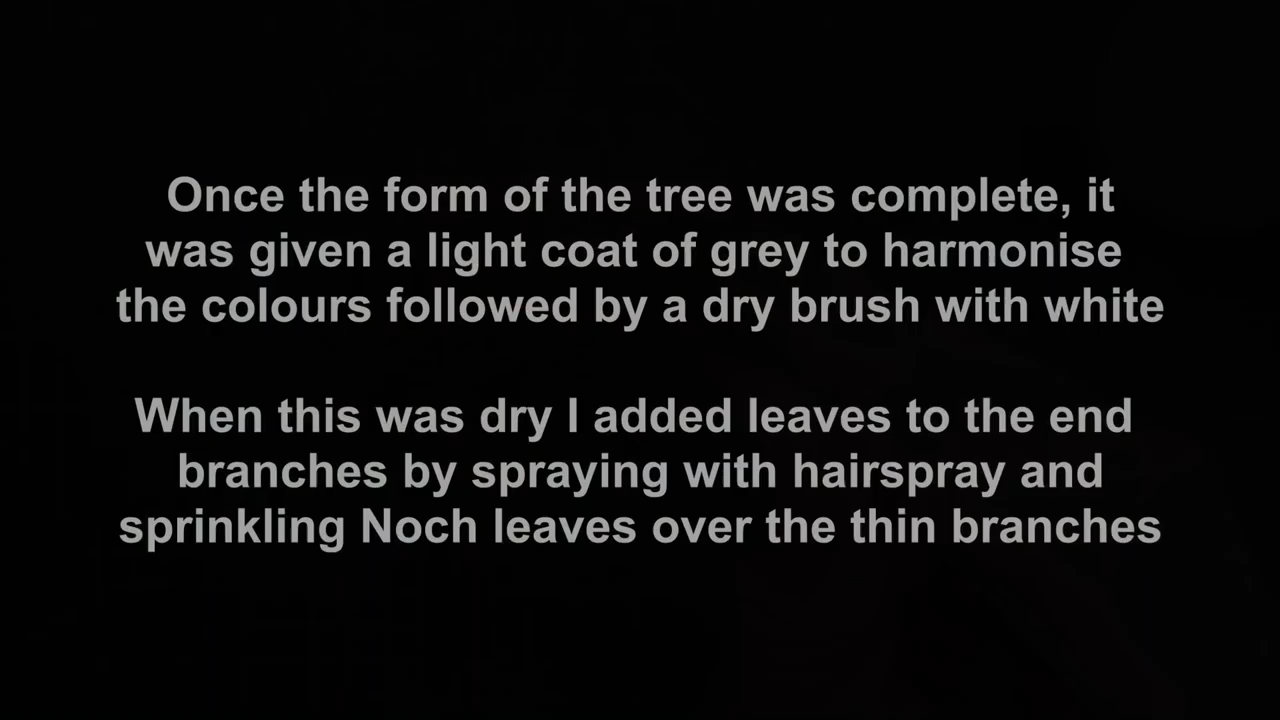 Once the form of the tree was complete, it
was given a light coat of grey to harmonise
the colours followed by a dry brush with white
When this was dry I added leaves to the end
branches by spraying with hairspray and
sprinkling Noch leaves over the thin branches